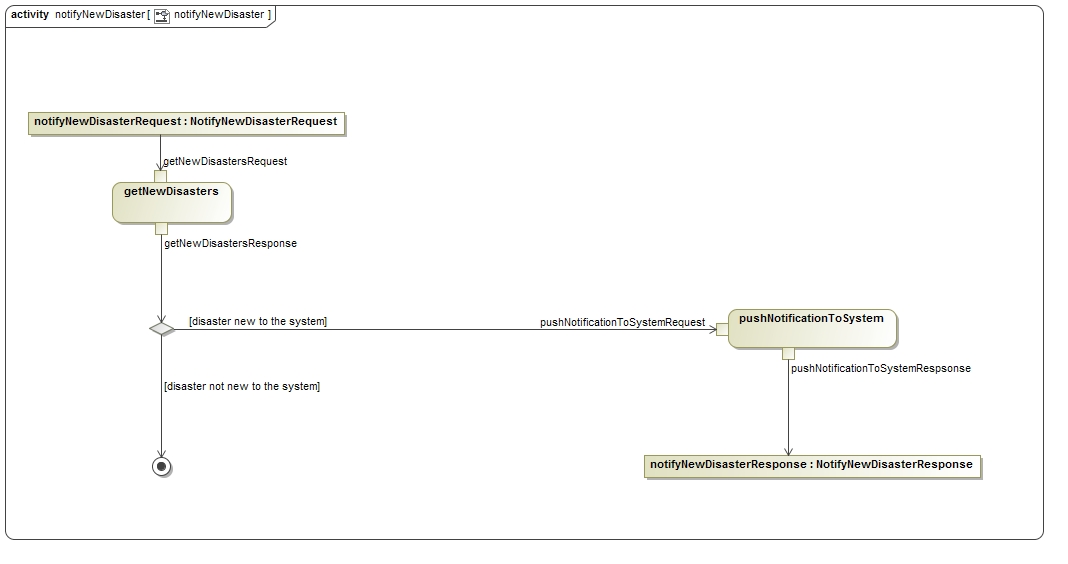 activity notifyNewDisaster [ notifyNewDisaster ]
notifyNewDisasterRequest : NotifyNewDisasterRequest
getNewDisastersRequest
getNewDisasters
getNewDisastersResponse
[disaster new to the system]
pushNotificationToSystemRequest
pushNotificationToSystem
pushNotificationToSystemRespsonse
[disaster not new to the system]
notifyNewDisasterResponse : NotifyNewDisasterResponse